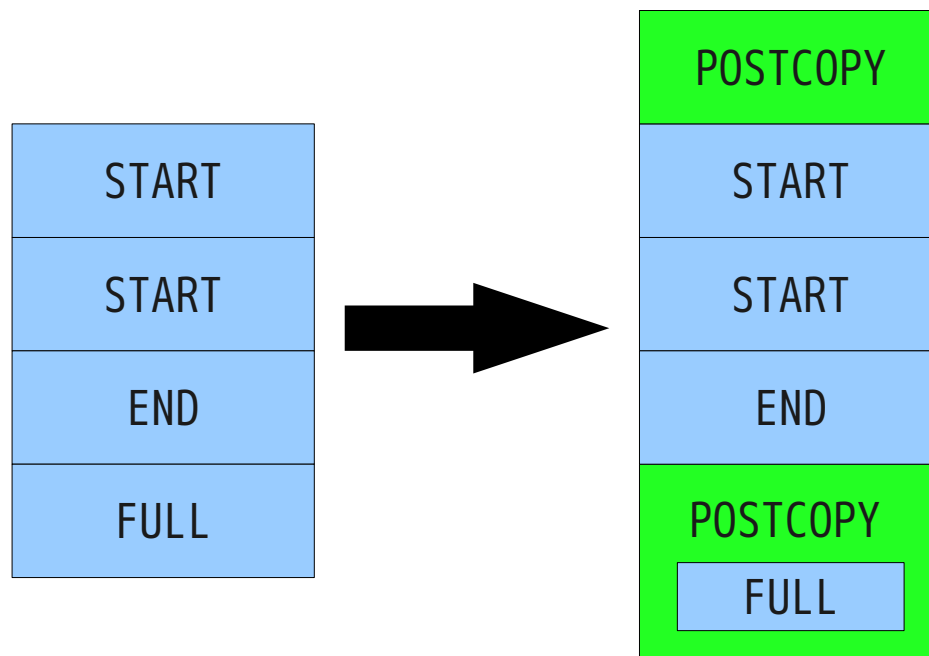 START
START
END
FULL
POSTCOPY
START
START
END
POSTCOPY
FULL